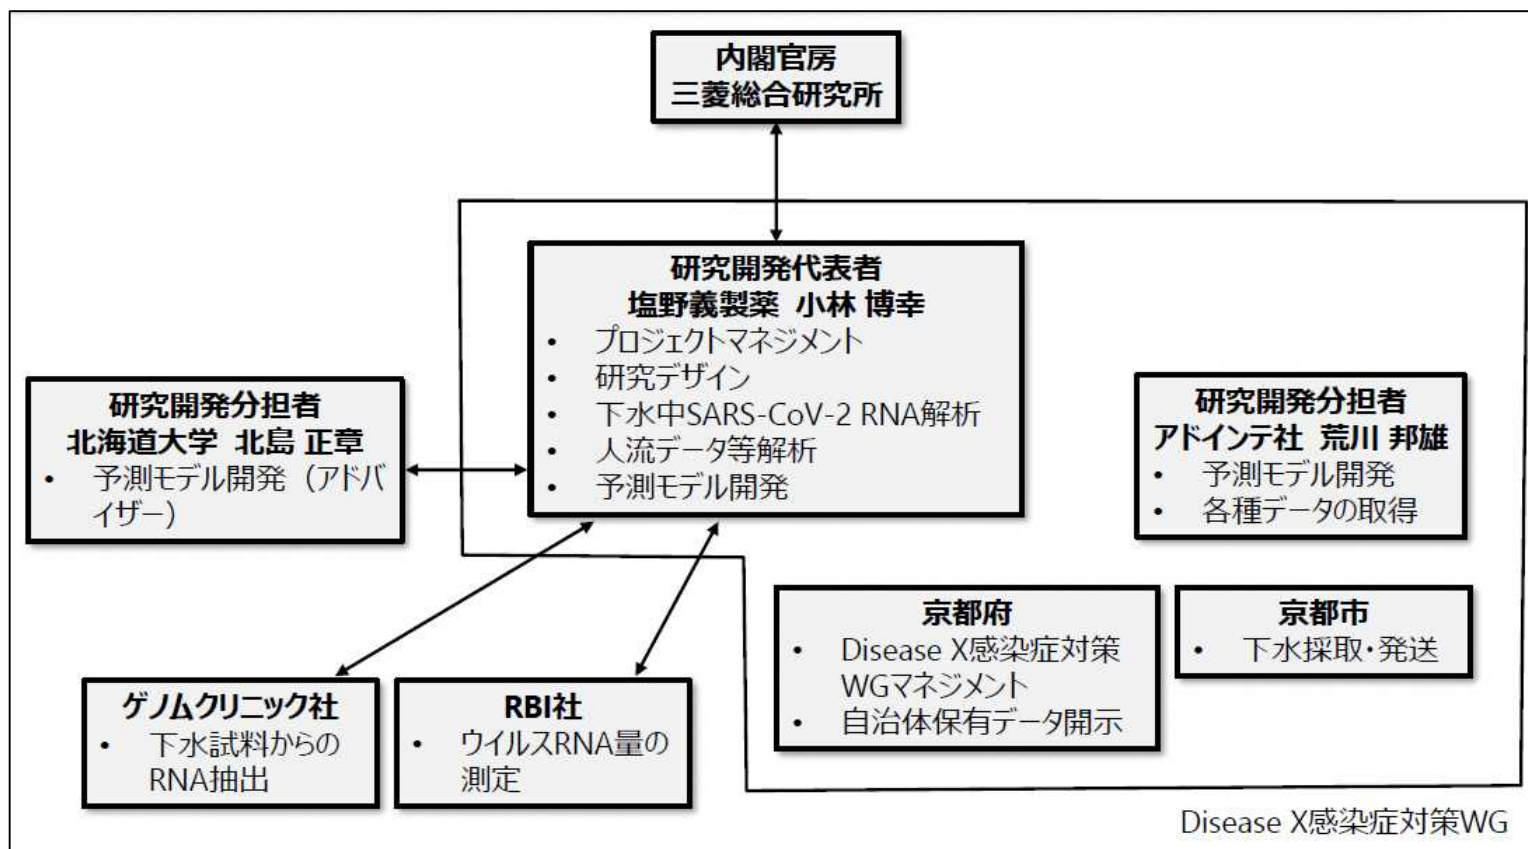 内閣官房
三菱総合研究所
研究開発代表者
塩野義製薬 小林 博幸
• プロジェクトマネジメント
• 研究デザイン
• 下水中SARS-CoV-2 RNA解析
• 人流データ等解析
• 予測モデル開発
研究開発分担者
北海道大学 北島 正章
• 予測モデル開発（アドバ
イザー）
研究開発分担者
アドインテ社 荒川 邦雄
• 予測モデル開発
• 各種データの取得
京都府
• Disease X感染症対策
WGマネジメント
• 自治体保有データ開示
京都市
• 下水採取・発送
ゲノムクリニック社
• 下水試料からの
RNA抽出
RBI社
• ウイルスRNA量の
測定
Disease X感染症対策WG